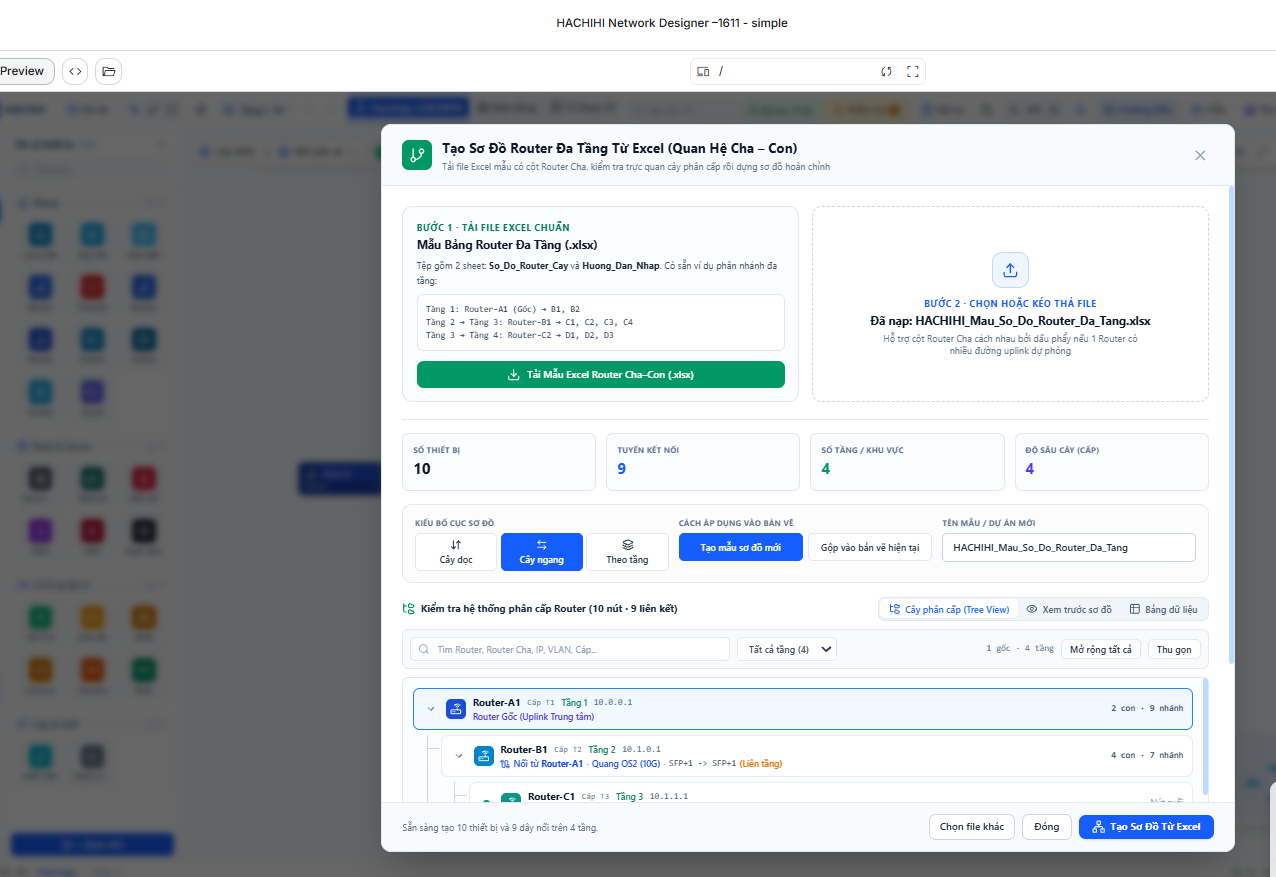 HACHIHI Network Designer –1611 - simple
Preview
/
Tạo Sơ Đồ Router Đa Tầng Từ Excel (Quan Hệ Cha – Con)
Tải file Excel mẫu có cột Router Cha, kiểm tra trực quan cây phân cấp rồi dựng sơ đồ hoàn chỉnh
BƯỚC 1 · TẢI FILE EXCEL CHUẨN
Mẫu Bảng Router Đa Tầng (.xlsx)
Tệp gồm 2 sheet: So_Do_Router_Cay và Huong_Dan_Nhap. Có sẵn ví dụ phân nhánh đa
tầng:
Tầng 1: Router-A1 (Gốc) → B1, B2
Tầng 2 → Tầng 3: Router-B1 → C1, C2, C3, C4
Tầng 3 → Tầng 4: Router-C2 → D1, D2, D3
Tải Mẫu Excel Router Cha–Con (.xlsx)
BƯỚC 2 · CHỌN HOẶC KÉO THẢ FILE
Đã nạp: HACHIHI_Mau_So_Do_Router_Da_Tang.xlsx
Hỗ trợ cột Router Cha cách nhau bởi dấu phẩy nếu 1 Router có
nhiều đường uplink dự phòng
SỐ THIẾT BỊ
10
TUYẾN KẾT NỐI
9
SỐ TẦNG / KHU VỰC
4
ĐỘ SÂU CÂY (CẤP)
4
KIỂU BỐ CỤC SƠ ĐỒ
Cây dọc
Cây ngang
Theo tầng
CÁCH ÁP DỤNG VÀO BẢN VẼ
Tạo mẫu sơ đồ mới
Gộp vào bản vẽ hiện tại
TÊN MẪU / DỰ ÁN MỚI
HACHIHI_Mau_So_Do_Router_Da_Tang
Kiểm tra hệ thống phân cấp Router (10 nút · 9 liên kết)
Cây phân cấp (Tree View)
Xem trước sơ đồ
Bảng dữ liệu
Tìm Router, Router Cha, IP, VLAN, Cáp...
Tất cả tầng (4)
1 gốc · 4 tầng
Mở rộng tất cả
Thu gọn
Router-A1 Cấp T1 Tầng 1 10.0.0.1
Router Gốc (Uplink Trung tâm)
2 con · 9 nhánh
Router-B1 Cấp T2 Tầng 2 10.1.0.1
Nối từ Router-A1 · Quang OS2 (10G) · SFP+1 -> SFP+1 (Liên tầng)
4 con · 7 nhánh
Router-C1 Cấp T3 Tầng 3 10.1.1.1
Sẵn sàng tạo 10 thiết bị và 9 dây nối trên 4 tầng.
Chọn file khác
Đóng
Tạo Sơ Đồ Từ Excel